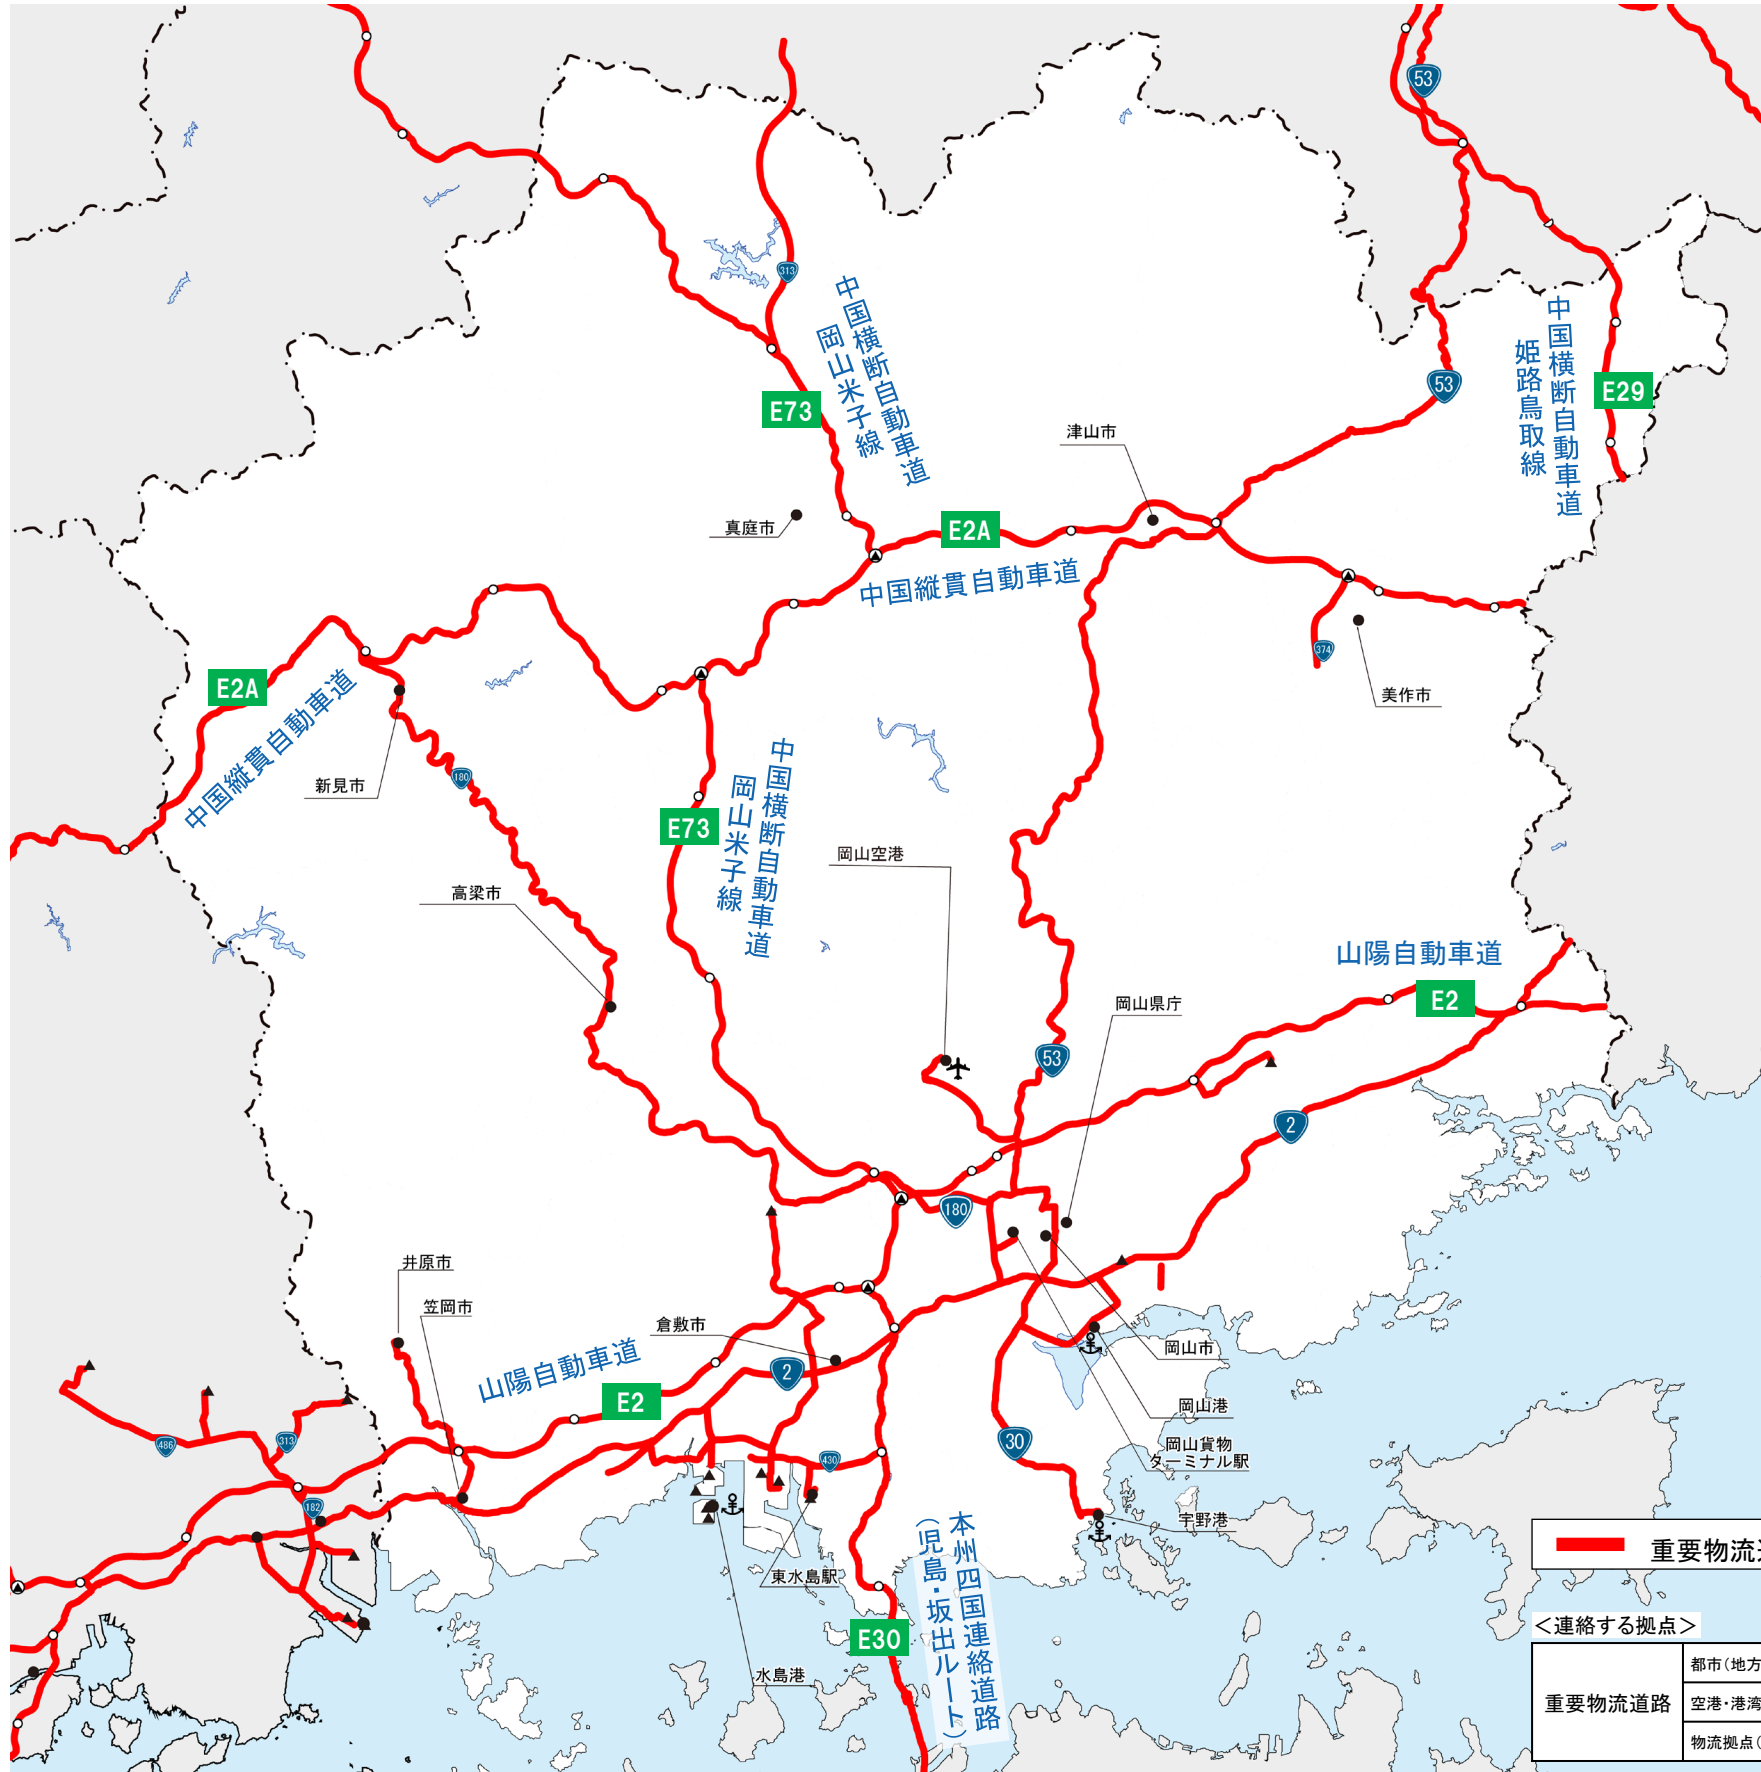 53
313
中国横断自動車道
岡山米子線
中国横断自動車道
姫路鳥取線
53
E29
E73
津山市
真庭市
E2A
中国縦貫自動車道
374
美作市
E2A
中国縦貫自動車道
新見市
180
中国横断自動車道
岡山米子線
E73
岡山空港
高梁市
山陽自動車道
E2
岡山県庁
53
2
180
井原市
笠岡市
倉敷市
山陽自動車道
2
E2
岡山市
岡山港
岡山貨物
ターミナル駅
30
486
313
430
182
宇野港
本州四国連絡道路
(児島・坂出ルート)
東水島駅
E30
水島港
重要物流
<連絡する拠点>
重要物流道路
都市(地方
空港・港湾
物流拠点(